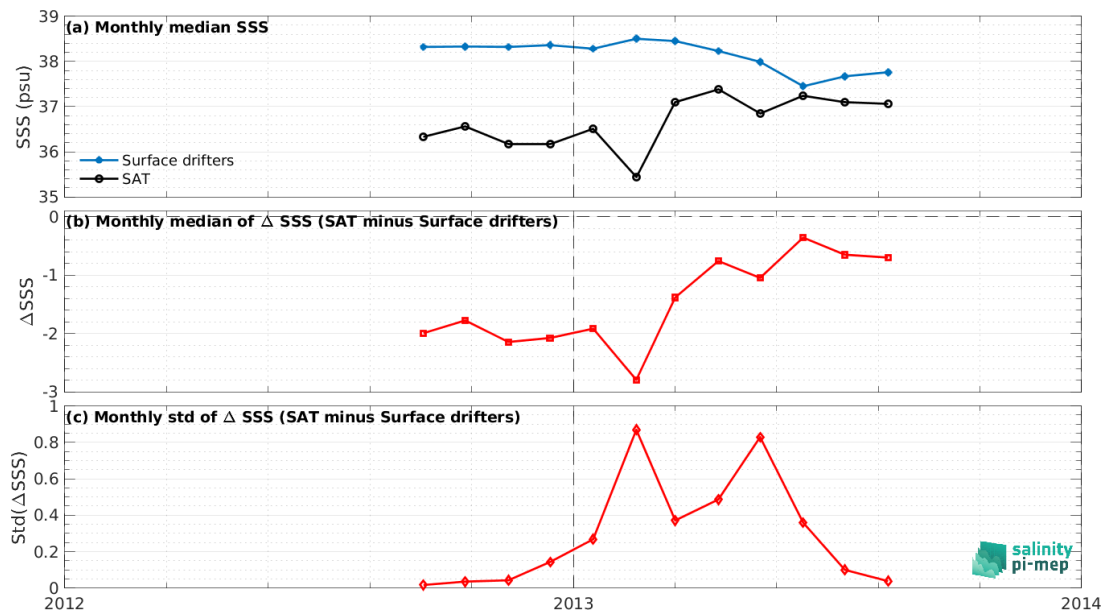 (a) Monthly median SSS
39
38
37
36
35
SSS (psu)
Surface drifters
SAT
(b) Monthly median of Δ SSS (SAT minus Surface drifters)
0
-1
-2
-3
ΔSSS
(c) Monthly std of Δ SSS (SAT minus Surface drifters)
1
0.8
0.6
0.4
0.2
0
Std(ΔSSS)
salinity
pi-mep
2012
2013
2014